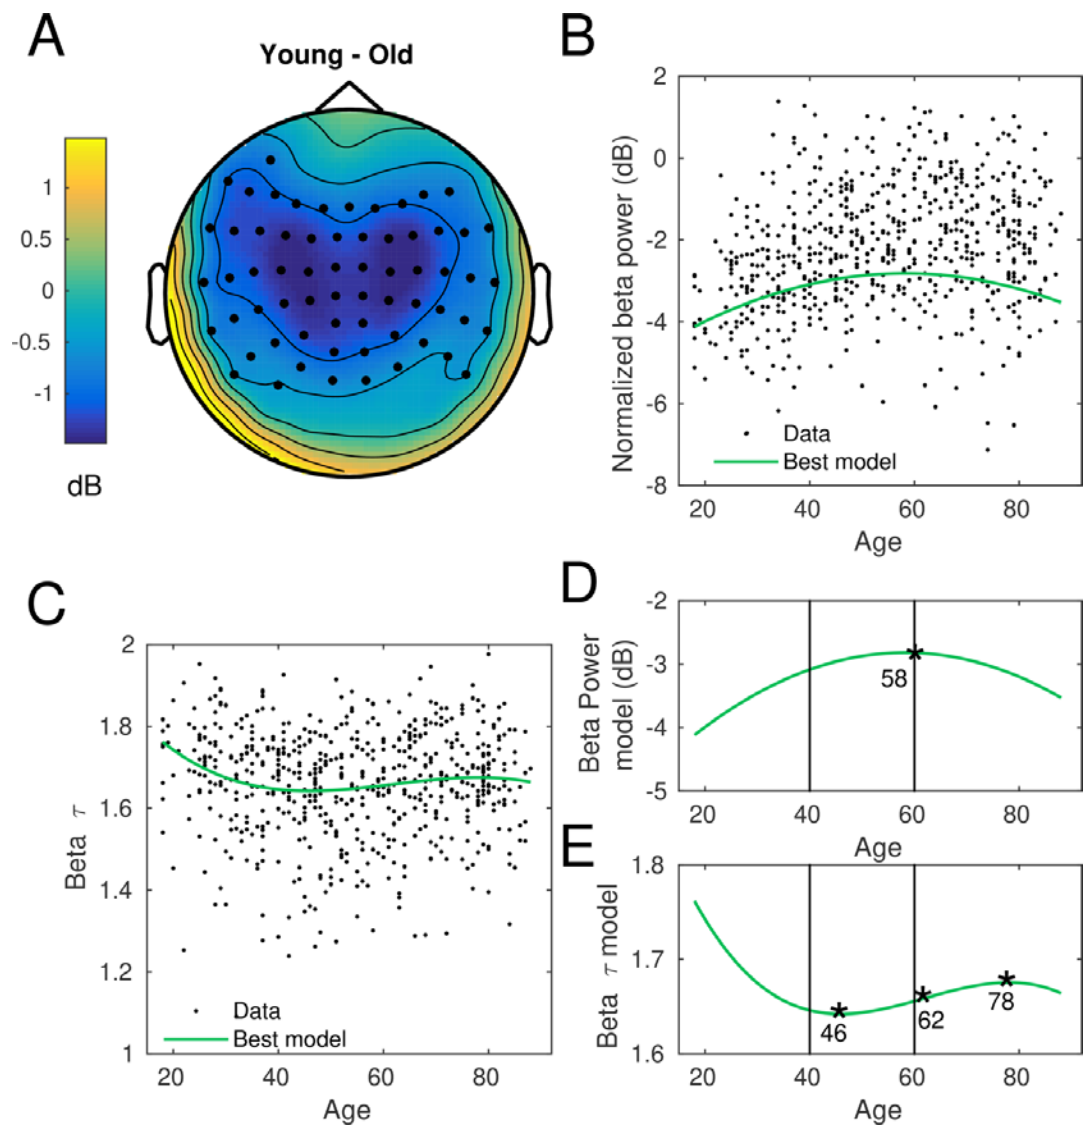 A
Young - Old
1
0.5
0
-0.5
-1
dB
B
2
0
-2
-4
-6
-8
Normalized beta power (dB)
Data
Best model
20 40 60 80
Age
C
2
1.8
1.6
1.4
1.2
1
Beta τ
Data
Best model
20 40 60 80
Age
D
-2
-3
-4
-5
Beta Power
model (dB)
58
20 40 60 80
Age
E
1.8
1.7
1.6
Beta τ model
46
62
78
20 40 60 80
Age